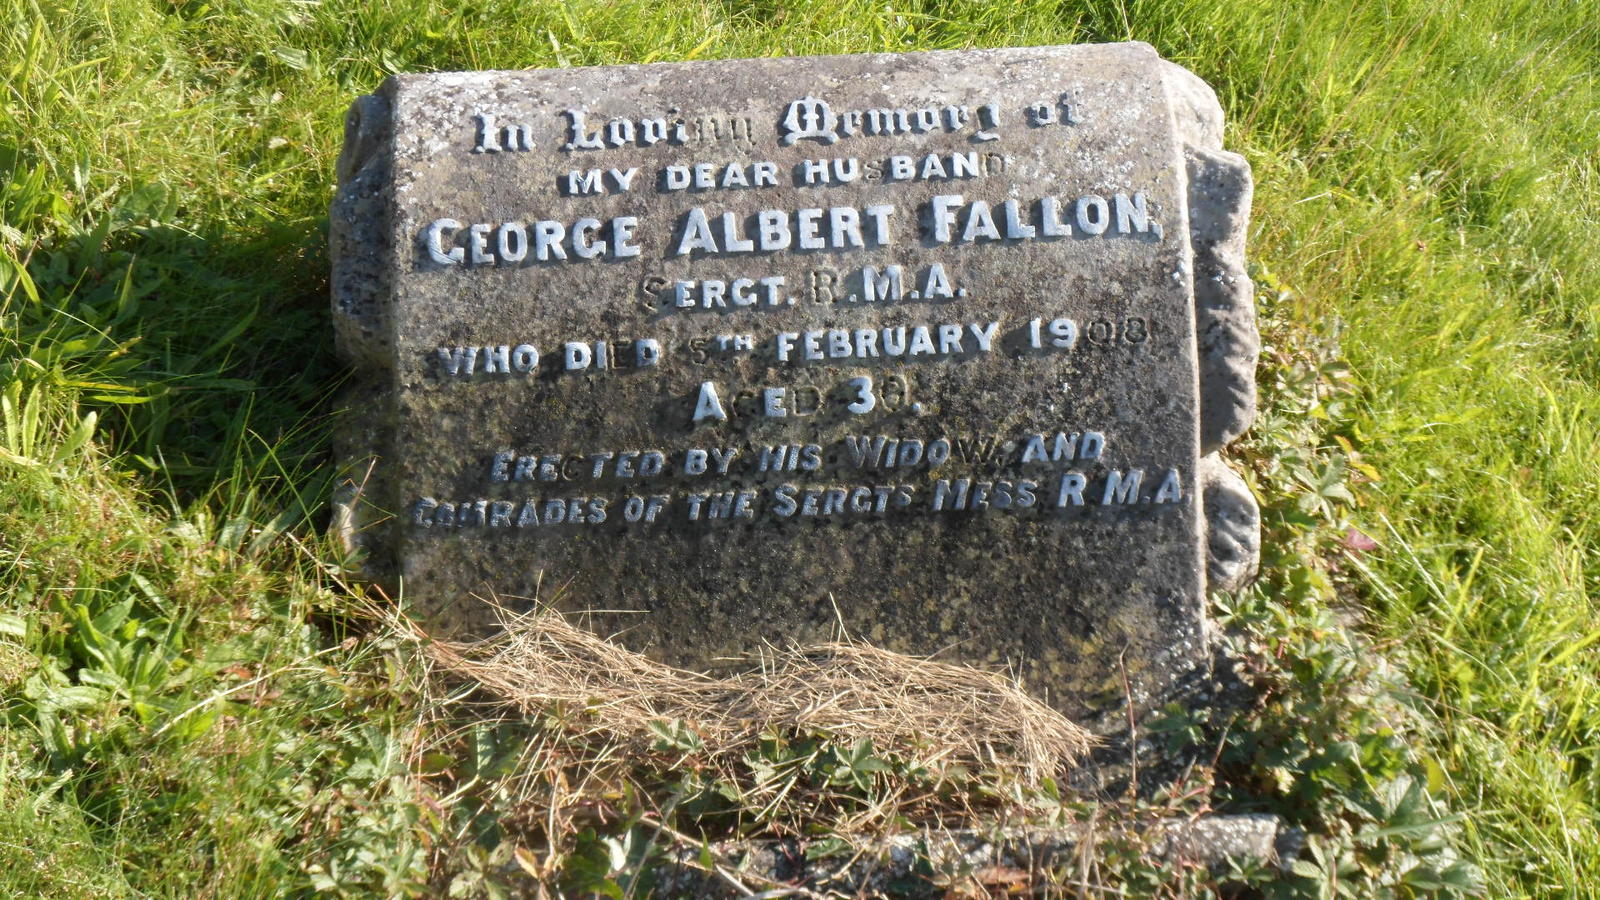 In Loving Memory of
MY DEAR HUSBAND
GEORGE ALBERT FALLON,
SERGT. R.M.A.
WHO DIED 5TH FEBRUARY 1908
AGED 38.
ERECTED BY HIS WIDOW, AND
COMRADES OF THE SERGTS MESS R.M.A